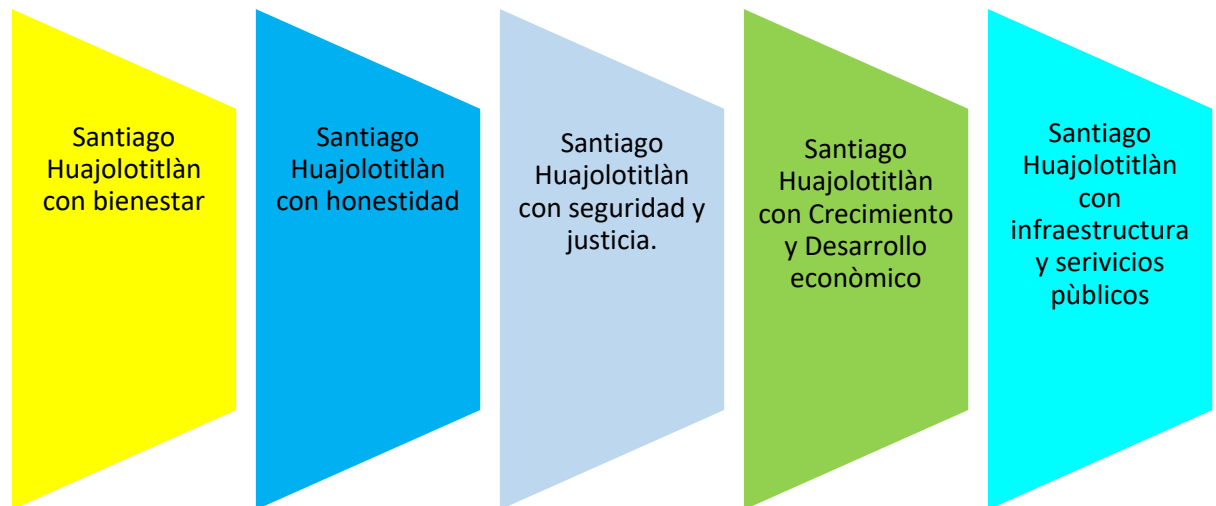 Santiago
Huajolotitlàn
con bienestar
Santiago
Huajolotitlàn
con honestidad
Santiago
Huajolotitlàn
con seguridad y
justicia.
Santiago
Huajolotitlàn
con Crecimiento
y Desarrollo
econòmico
Santiago
Huajolotitlàn
con
infraestructura
y serivicios
pùblicos